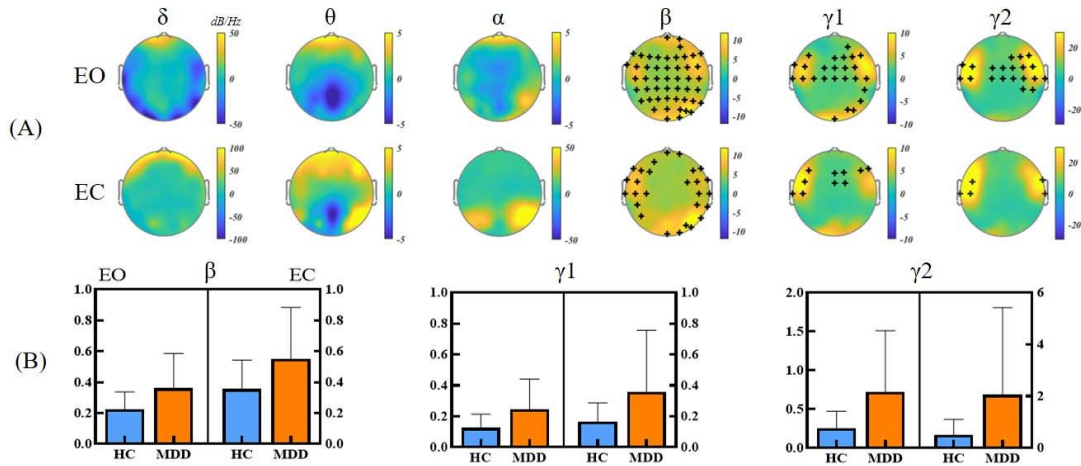 δ θ α β γ1 γ2
dB/Hz
EO
50 5 5 10 10
20
5 5
0 0 0 0 0 0
-5 -5
-20
-50 -5 -5 -10 -10
(A)
EC
100 5 50 10 10
50 5 5 20
0 0 0 0 0 0
-50 -5 -5 -20
-100 -5 -50 -10 -10
EO β EC γ1 γ2
(B)
1.0 1.0 1.0 1.0 2.0 6
0.8 0.8 0.8 0.8
1.5
4
0.6 0.6 0.6 0.6
1.0
0.4 0.4 0.4 0.4
2
0.5
0.2 0.2 0.2 0.2
0.0 0.0 0.0 0.0 0.0 0
HC MDD HC MDD HC MDD HC MDD HC MDD HC MDD